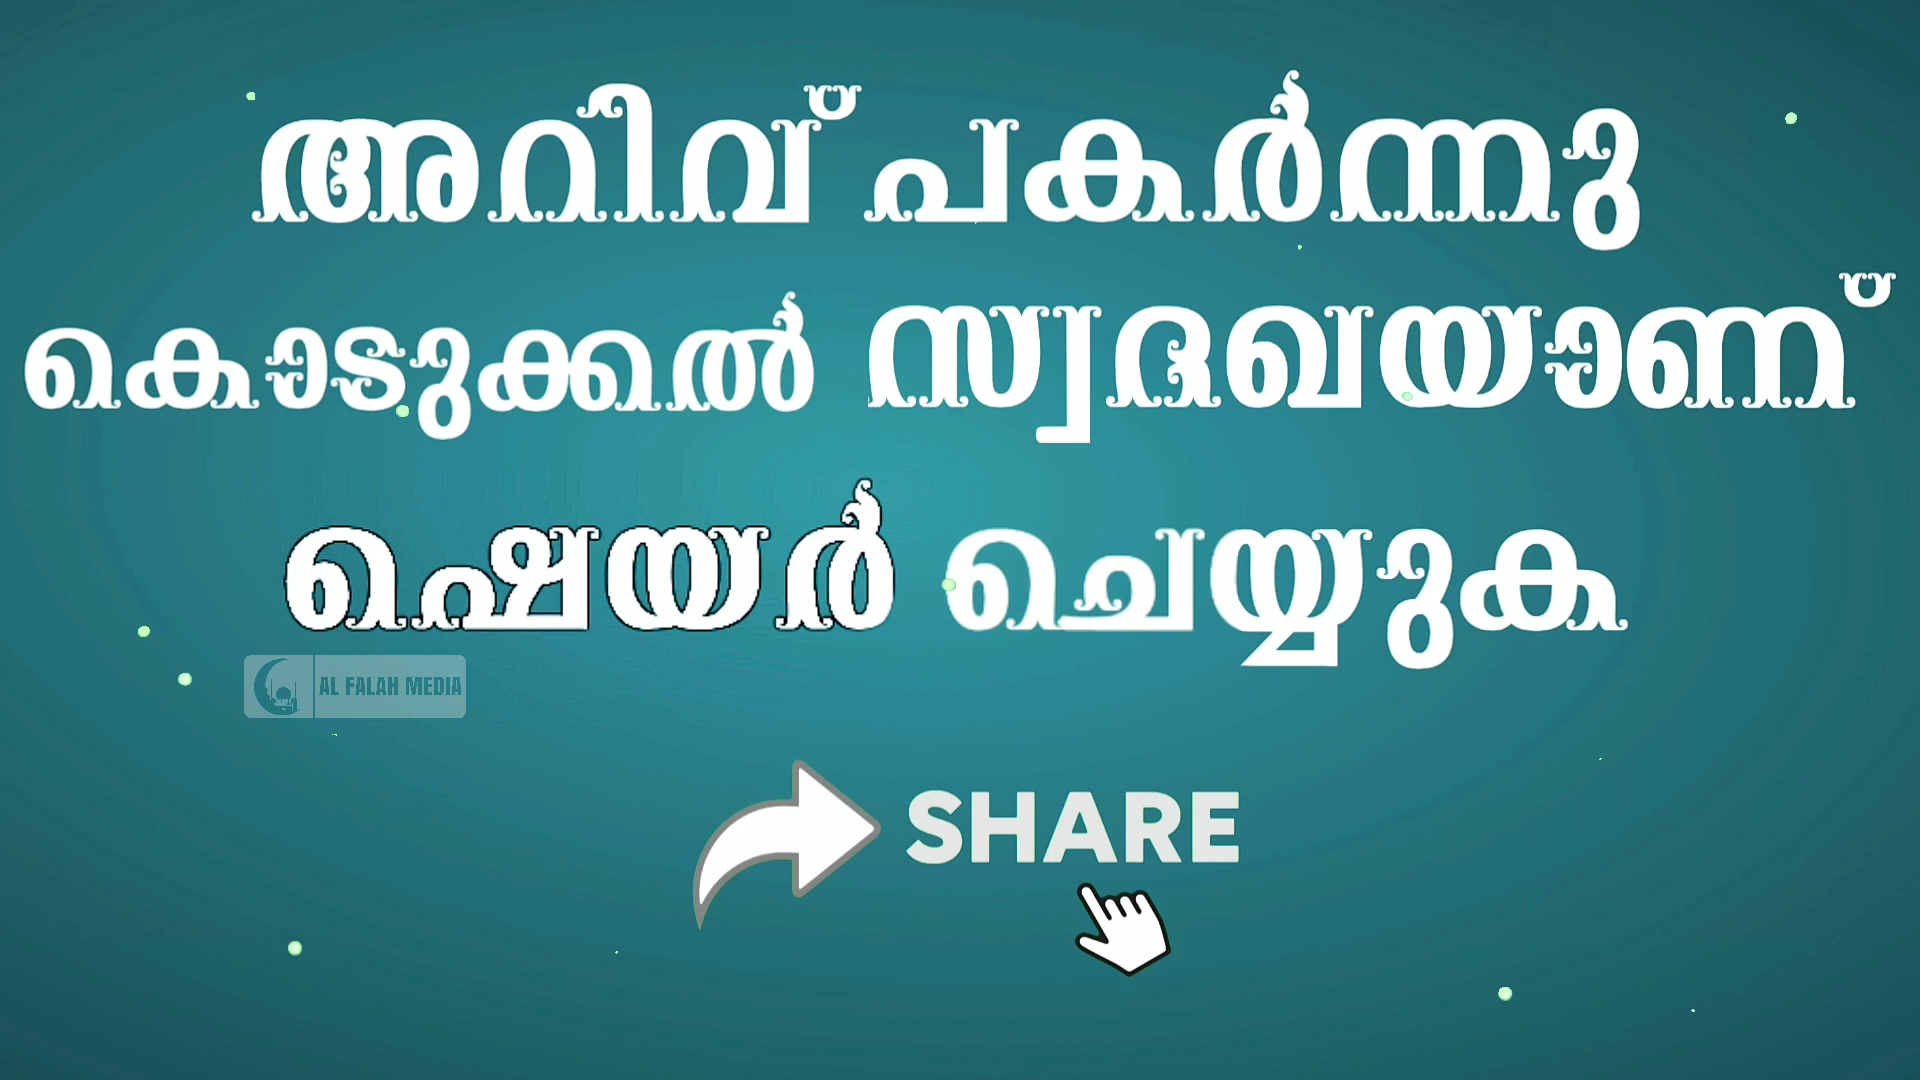 അറിവ് പകർന്നു
കൊടുക്കൽ സ്വദഖയാണ്
ഷെയർ ചെയ്യുക
AL FALAH MEDIA
SHARE